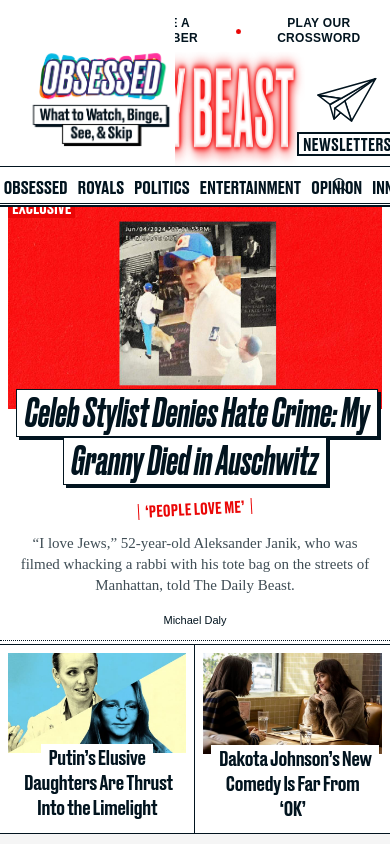 E A
BER
PLAY OUR
CROSSWORD
OBSESSED
What to Watch, Binge,
See, & Skip
Y BEAST
NEWSLETTERS
OBSESSED ROYALS POLITICS ENTERTAINMENT OPINION INN
EXCLUSIVE
Celeb Stylist Denies Hate Crime: My
Granny Died in Auschwitz
‘PEOPLE LOVE ME’
“I love Jews,” 52-year-old Aleksander Janik, who was
filmed whacking a rabbi with his tote bag on the streets of
Manhattan, told The Daily Beast.
Michael Daly
Putin’s Elusive
Daughters Are Thrust
Into the Limelight
Dakota Johnson’s New
Comedy Is Far From
‘OK’